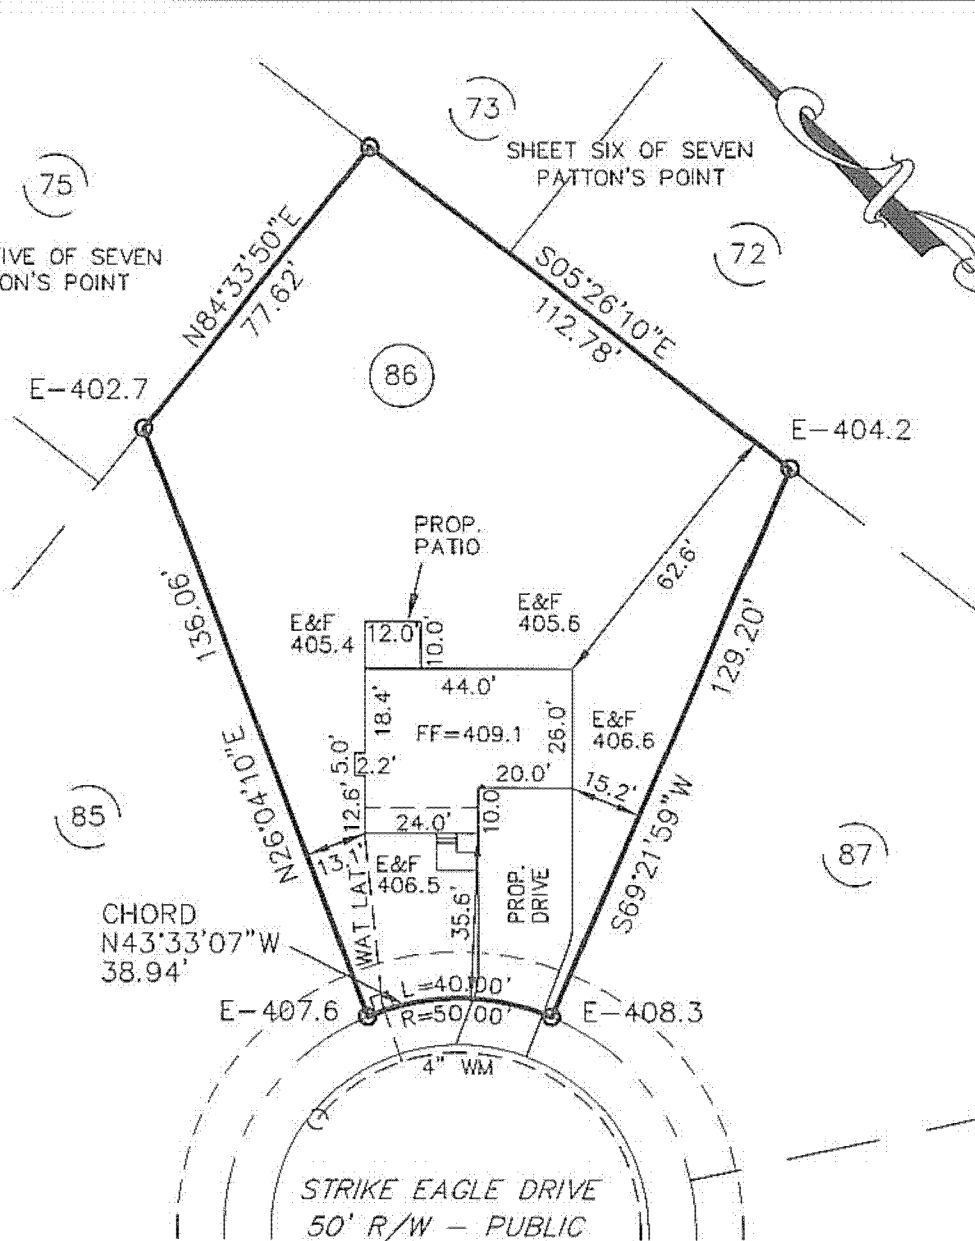 73
SHEET SIX OF SEVEN
PATTON'S POINT
75
72
IVE OF SEVEN
ON'S POINT
N84°33'50"E
77.62'
S05°26'10"E
112.78'
86
E-402.7
E-404.2
PROP.
PATIO
62.6'
136.06'
N26°04'10"E
129.20'
S69°21'59"W
E&F
405.4
12.0'
10.0'
E&F
405.6
44.0'
18.4'
FF=409.1
26.0'
E&F
406.6
5.0'
2.2'
20.0'
15.2'
12.6'
24.0'
10.0'
85
13.1'
E&F
406.5
WAT LAT
35.6'
PROP.
DRIVE
87
CHORD
N43°33'07"W
38.94'
L=40.00'
E-407.6
R=50.00'
E-408.3
4" WM
STRIKE EAGLE DRIVE
50' R/W - PUBLIC